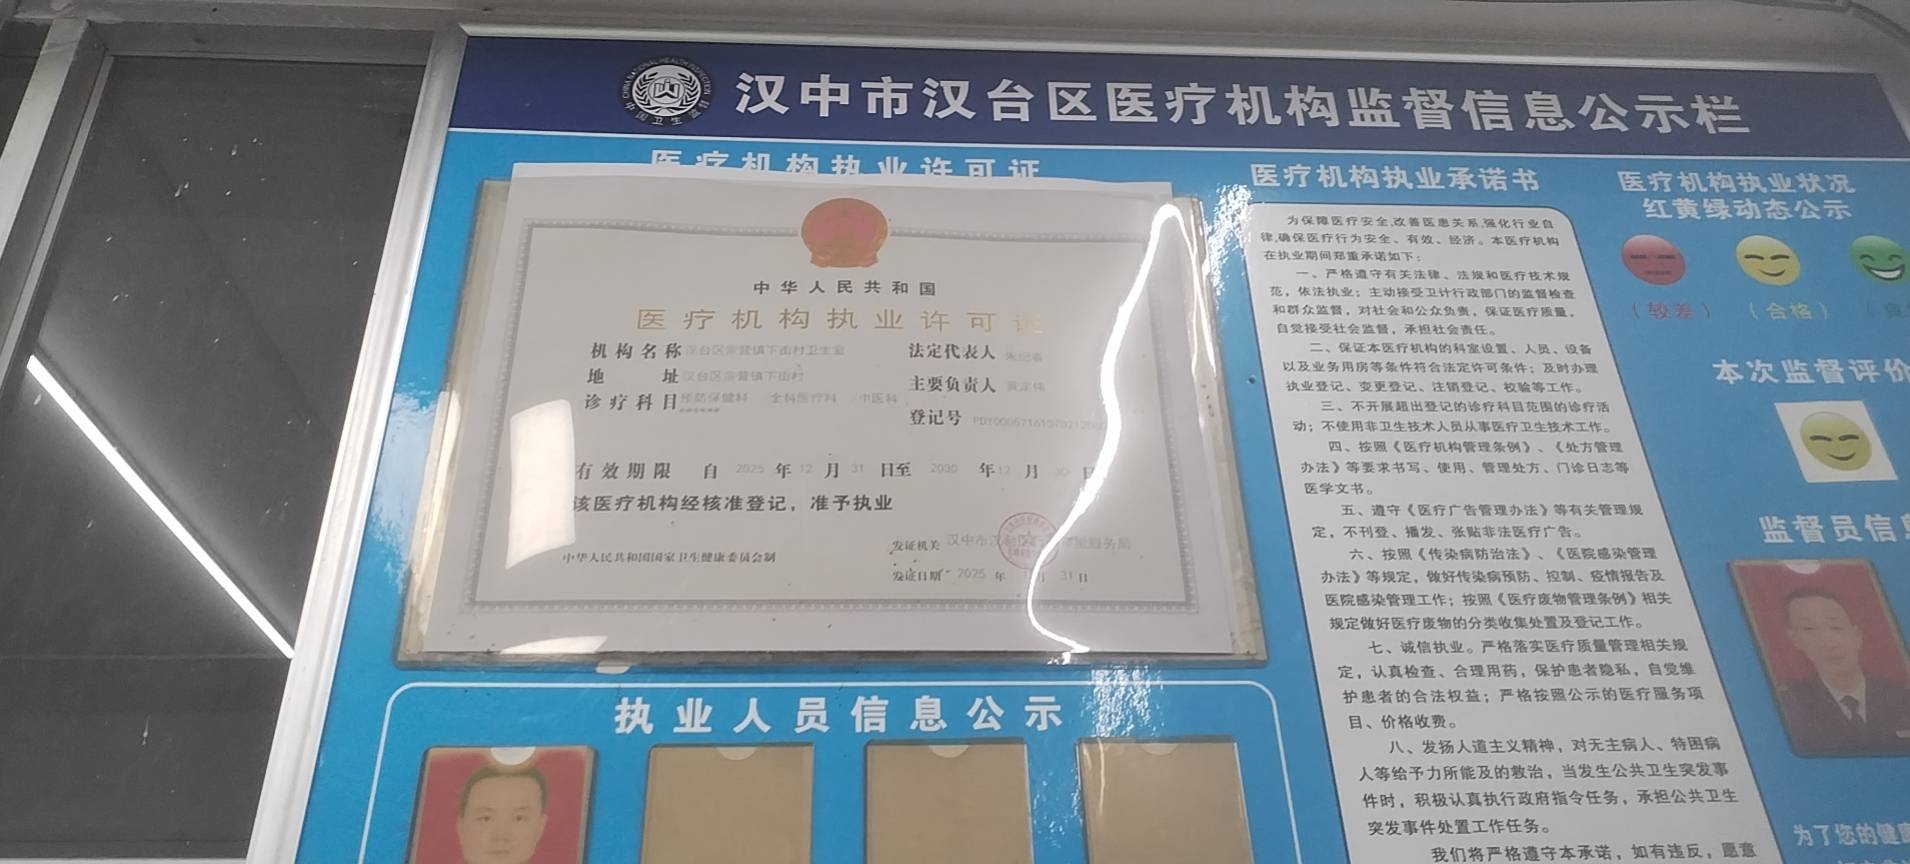 CHINA NATIONAL HEALTH INSPECTION
中国卫生监督
汉中市汉台区医疗机构监督信息公示栏
医疗机构执业许可证
中华人民共和国
医疗机构执业许可证
机构名称 汉台区宗营镇下街村卫生室
地址 汉台区宗营镇下街村
诊疗科目 预防保健科 全科医疗科 中医科
法定代表人
主要负责人
登记号
有效期限 自 2025 年 12 月 31 日至 2030 年 12 月 30 日
该医疗机构经核准登记，准予执业
中华人民共和国国家卫生健康委员会制
发证机关 汉中市汉台区行 服务局
发证日期 2025 年 月 31 日
执业人员信息公示
医疗机构执业承诺书
为保障医疗安全,改善医患关系,强化行业自
律,确保医疗行为安全、有效、经济。本医疗机构
在执业期间郑重承诺如下：
一、严格遵守有关法律、法规和医疗技术规
范，依法执业；主动接受卫计行政部门的监督检查
和群众监督，对社会和公众负责，保证医疗质量，
自觉接受社会监督，承担社会责任。
二、保证本医疗机构的科室设置、人员、设备
以及业务用房等条件符合法定许可条件；及时办理
执业登记、变更登记、注销登记、校验等工作。
三、不开展超出登记的诊疗科目范围的诊疗活
动；不使用非卫生技术人员从事医疗卫生技术工作。
四、按照《医疗机构管理条例》、《处方管理
办法》等要求书写、使用、管理处方、门诊日志等
医学文书。
五、遵守《医疗广告管理办法》等有关管理规
定，不刊登、播发、张贴非法医疗广告。
六、按照《传染病防治法》、《医院感染管理
办法》等规定，做好传染病预防、控制、疫情报告及
医院感染管理工作；按照《医疗废物管理条例》相关
规定做好医疗废物的分类收集处置及登记工作。
七、诚信执业。严格落实医疗质量管理相关规
定，认真检查、合理用药，保护患者隐私，自觉维
护患者的合法权益；严格按照公示的医疗服务项
目、价格收费。
八、发扬人道主义精神，对无主病人、特困病
人等给予力所能及的救治，当发生公共卫生突发事
件时，积极认真执行政府指令任务，承担公共卫生
突发事件处置工作任务。
我们将严格遵守本承诺，如有违反，愿意
医疗机构执业状况
红黄绿动态公示
（较差） （合格）
本次监督评价
监督员信息
为了您的健康